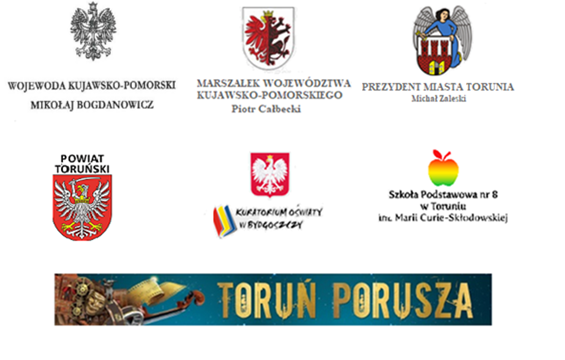 WOJEWODA KUJAWSKO-POMORSKI
MIKOŁAJ BOGDANOWICZ
MARSZAŁEK WOJEWÓDZTWA
KUJAWSKO-POMORSKIEGO
Piotr Całbecki
PREZYDENT MIASTA TORUNIA
Michał Zaleski
POWIAT
TORUŃSKI
KURATORIUM OŚWIATY
W BYDGOSZCZY
Szkoła Podstawowa nr 8
w Toruniu
im. Marii Curie-Skłodowskiej
TORUŃ PORUSZA